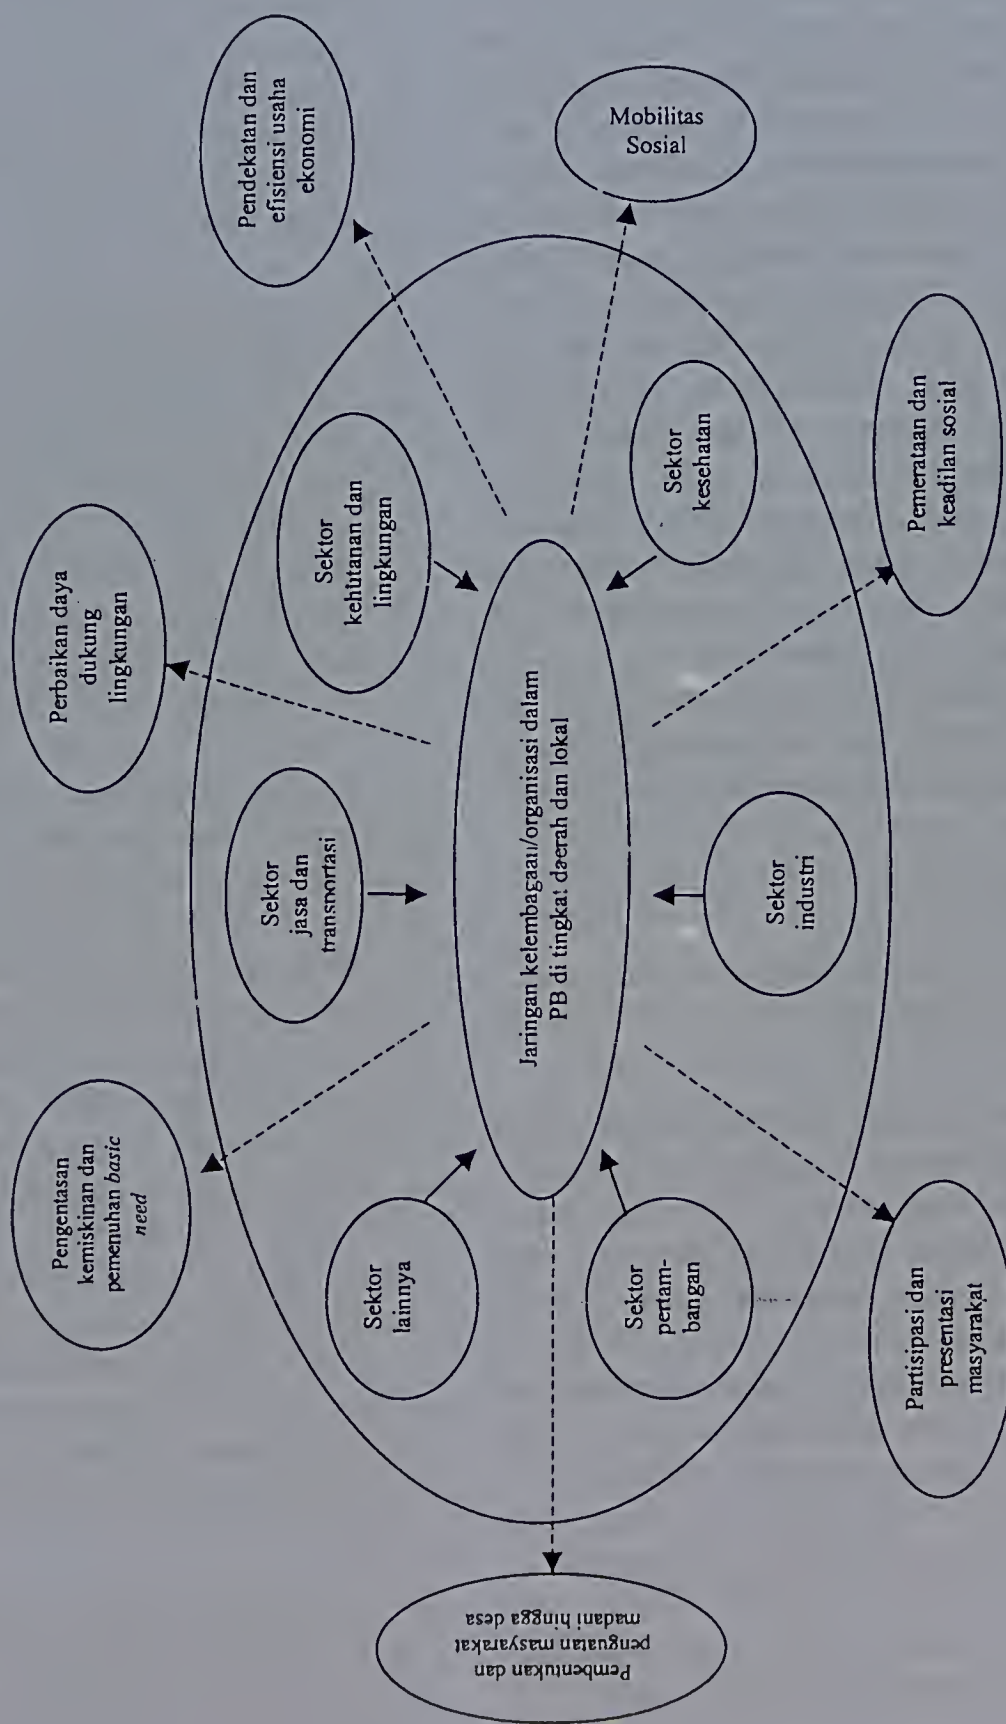 Pengentasan
kemiskinan dan
pemenuhan basic
need
Perbaikan daya
dukung
lingkungan
Pendekatan dan
efisiensi usaha
ekonomi
Mobilitas
Sosial
Sektor
lainnya
Sektor
jasa dan
transportasi
Sektor
kehutanan dan
lingkungan
Pembentukan dan
penguatan masyarakat
madani hingga desa
Jaringan kelembagaan/organisasi dalam
PB di tingkat daerah dan lokal
Sektor
pertam-
bangan
Sektor
industri
Sektor
kesehatan
Partisipasi dan
presentasi
masyarakat
Pemerataan dan
keadilan sosial